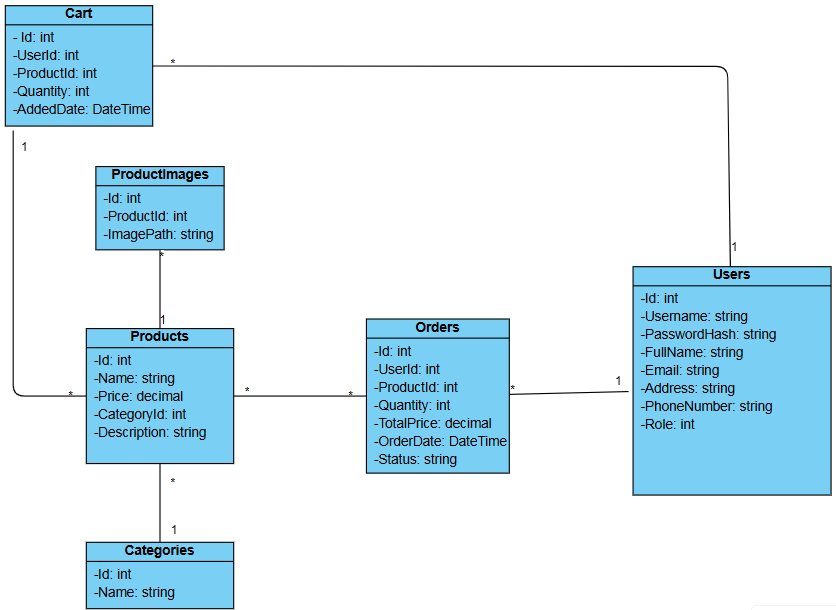 Cart
- Id: int
-UserId: int
-ProductId: int
-Quantity: int
-AddedDate: DateTime
*
1
ProductImages
-Id: int
-ProductId: int
-ImagePath: string
*
1
1
Products
-Id: int
-Name: string
-Price: decimal
-CategoryId: int
-Description: string
*
*
*
Orders
-Id: int
-UserId: int
-ProductId: int
-Quantity: int
-TotalPrice: decimal
-OrderDate: DateTime
-Status: string
*
1
Users
-Id: int
-Username: string
-PasswordHash: string
-FullName: string
-Email: string
-Address: string
-PhoneNumber: string
-Role: int
*
1
Categories
-Id: int
-Name: string